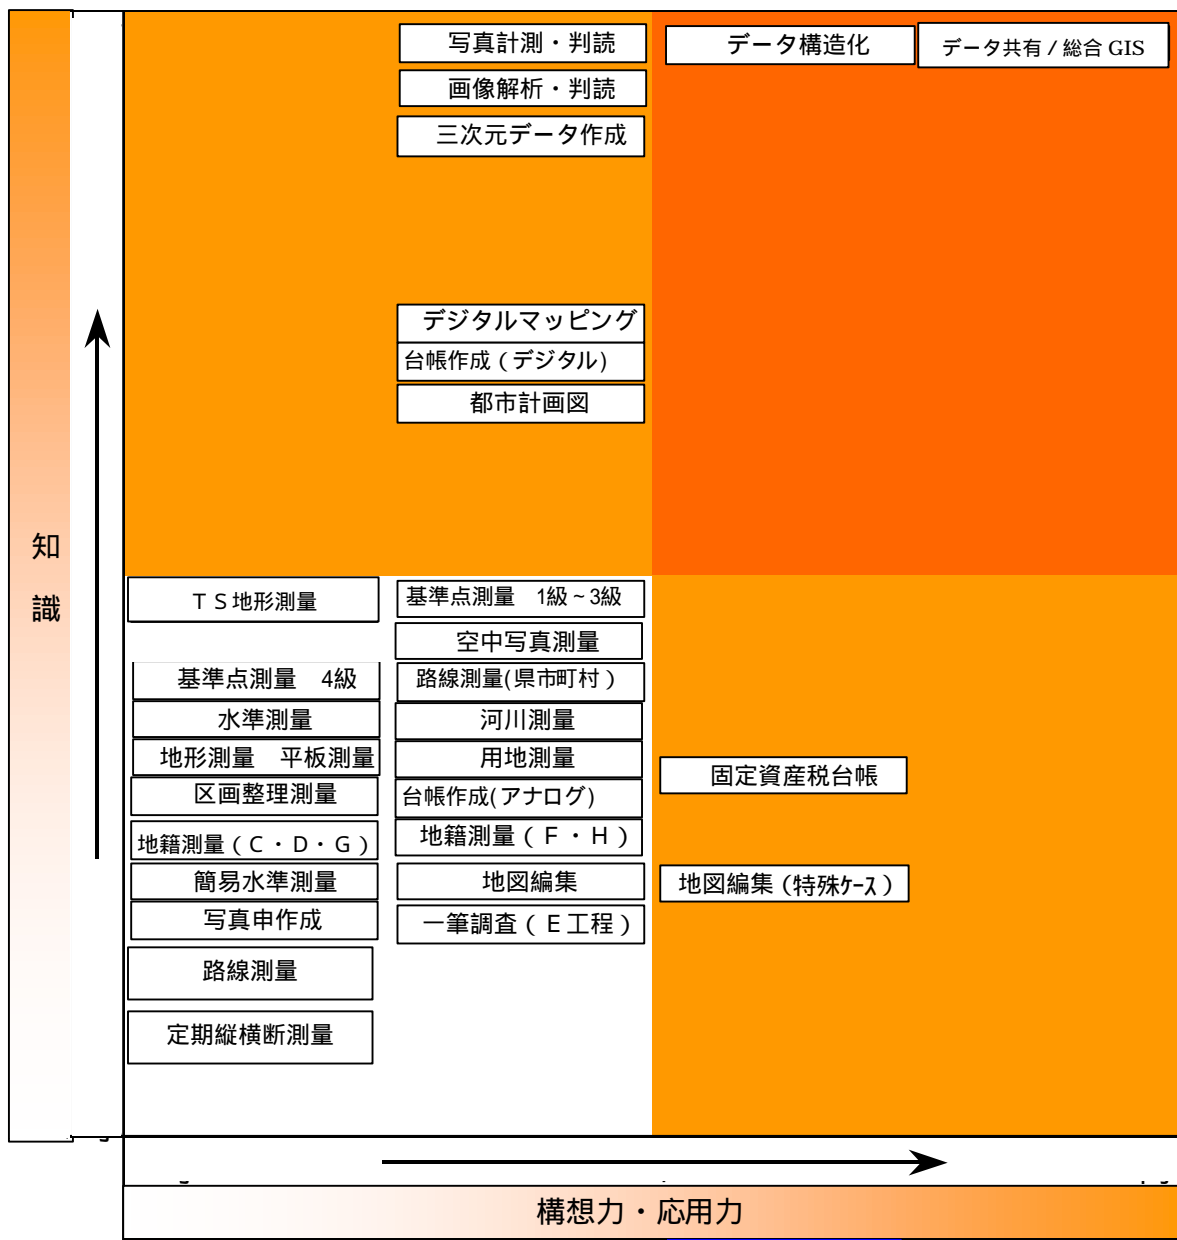 写真計測・判読
データ構造化
データ共有 / 総合 GIS
画像解析・判読
三次元データ作成
デジタルマッピング
台帳作成 ( デジタル)
都市計画図
知
識
ＴＳ地形測量
基準点測量　1級～3級
空中写真測量
基準点測量　4級
路線測量(県市町村 )
水準測量
河川測量
地形測量　平板測量
用地測量
固定資産税台帳
区画整理測量
台帳作成(アナログ)
地籍測量 ( C ・ D ・ G )
地籍測量 ( F ・ H )
簡易水準測量
地図編集
地図編集 (特殊ｹｰｽ )
写真申作成
一筆調査 ( E 工程 )
路線測量
定期縦横断測量
構想力・応用力